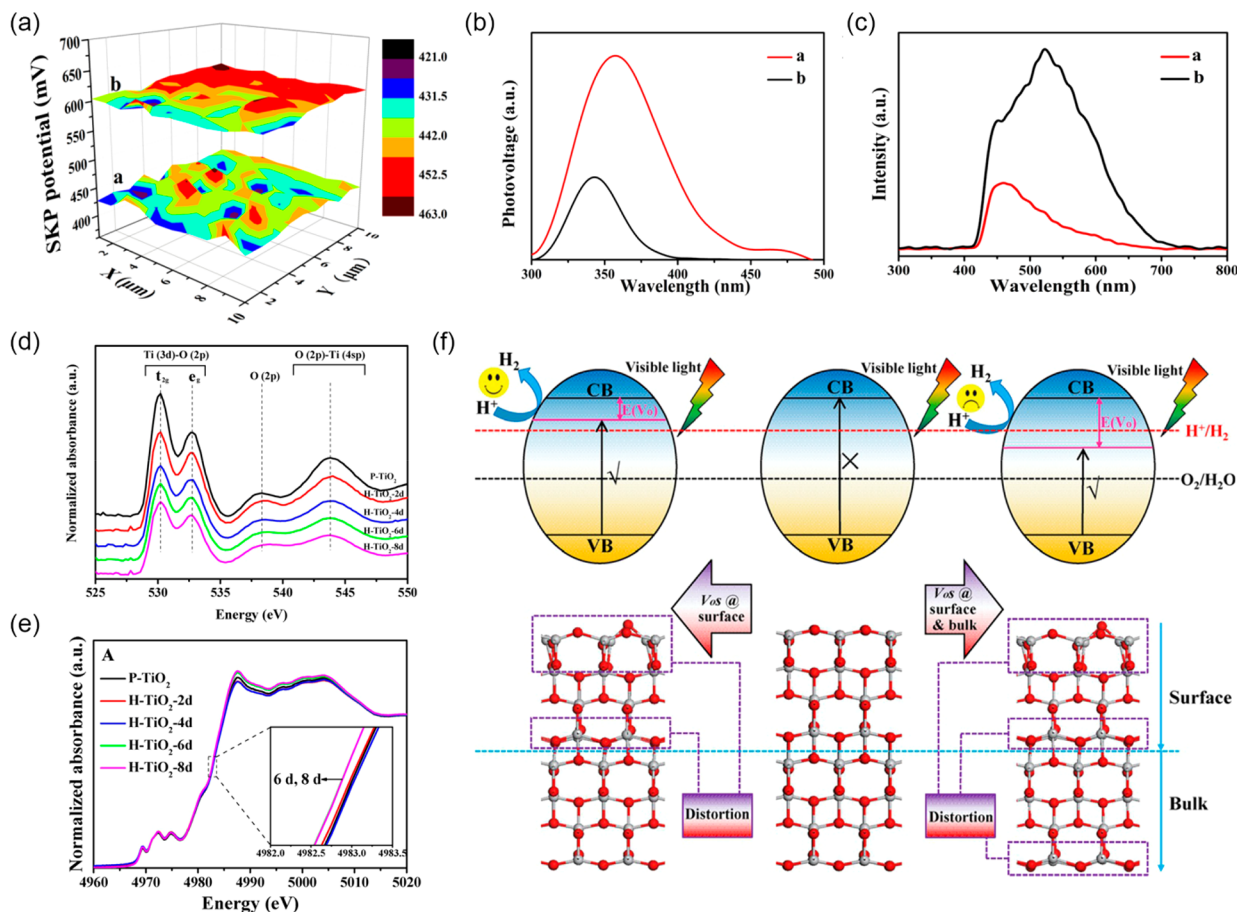 (a)
SKP potential (mV)
700
650
600
550
500
450
400
b
a
2
4
6
8
10
X (μm)
2
4
6
8
10
Y (μm)
421.0
431.5
442.0
452.5
463.0
(b)
Photovoltage (a.u.)
a
b
300
350
400
450
500
Wavelength (nm)
(c)
Intensity (a.u.)
a
b
300
400
500
600
700
800
Wavelength (nm)
(d)
Normalized absorbance (a.u.)
Ti (3d)-O (2p)
t2g
eg
O (2p)
O (2p)-Ti (4sp)
P-TiO2
H-TiO2-2d
H-TiO2-4d
H-TiO2-6d
H-TiO2-8d
525
530
535
540
545
550
Energy (eV)
(e)
Normalized absorbance (a.u.)
A
P-TiO2
H-TiO2-2d
H-TiO2-4d
H-TiO2-6d
H-TiO2-8d
6 d, 8 d
4982.0
4982.5
4983.0
4983.5
4960
4970
4980
4990
5000
5010
5020
Energy (eV)
(f)
H2
H+
CB
E(Vo)
√
VB
Visible light
CB
×
VB
Visible light
H2
H+
CB
E(Vo)
√
VB
Visible light
H+/H2
O2/H2O
Vos @
surface
Vos @
surface
& bulk
Distortion
Distortion
Surface
Bulk